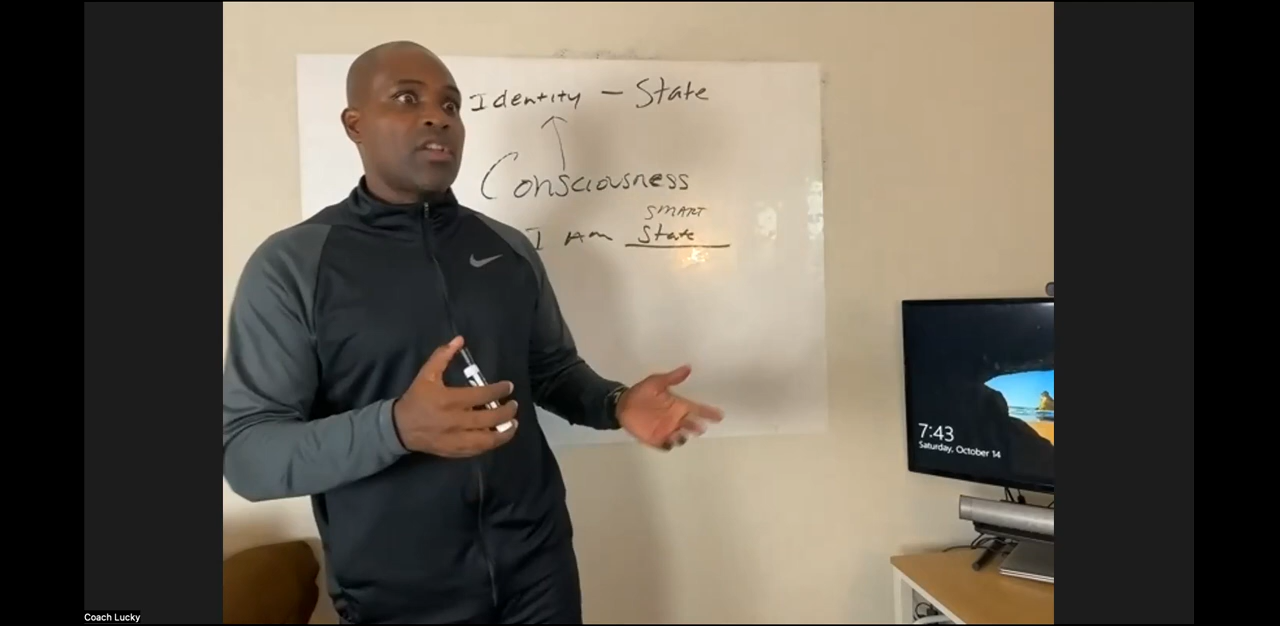 Identity - State
Consciousness
SMART
I Am State
7:43
Saturday, October 14
Coach Lucky